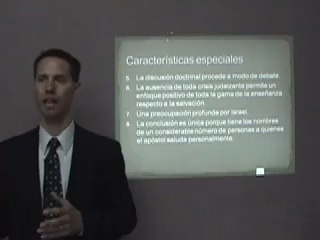 Características especiales
5. La discusión doctrinal procede a modo de debate.
6. La ausencia de toda crisis judaizante permite un
enfoque positivo de toda la gama de la enseñanza
respecto a la salvación.
7. Una preocupación profunda por Israel.
8. La conclusión es única porque tiene los nombres
de un considerable número de personas a quienes
el apóstol saluda personalmente.